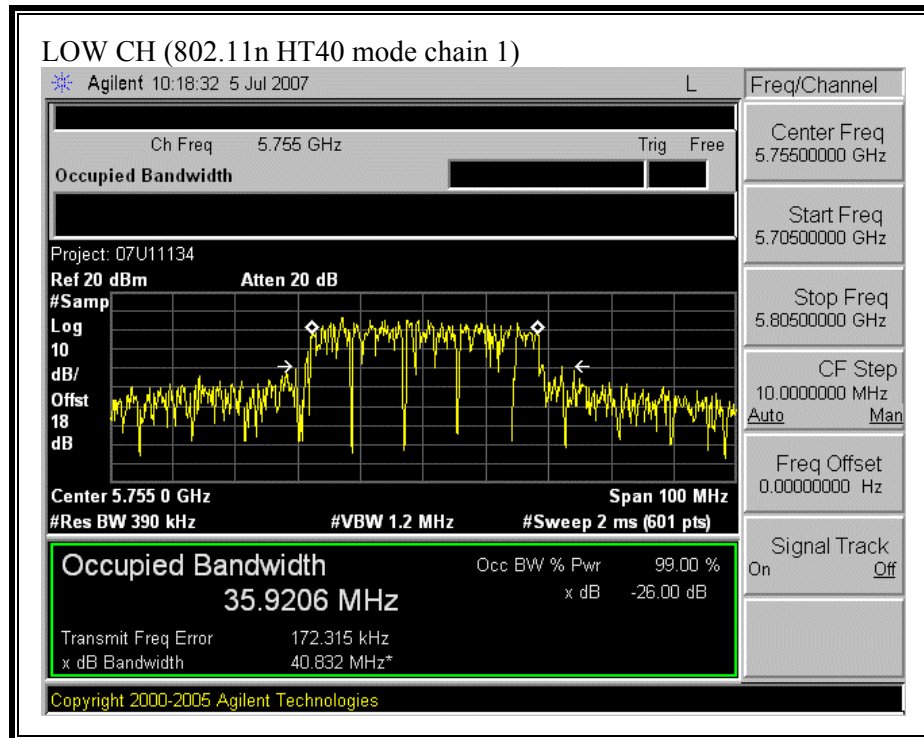 LOW CH (802.11n HT40 mode chain 1)
Agilent 10:18:32 5 Jul 2007 L
Freq/Channel
Ch Freq 5.755 GHz Trig Free
Occupied Bandwidth
Center Freq
5.75500000 GHz
Start Freq
5.70500000 GHz
Stop Freq
5.80500000 GHz
CF Step
10.0000000 MHz
Auto Man
Freq Offset
0.00000000 Hz
Signal Track
On Off
Project: 07U11134
Ref 20 dBm Atten 20 dB
#Samp
Log
10
dB/
Offst
18
dB
Center 5.755 0 GHz Span 100 MHz
#Res BW 390 kHz #VBW 1.2 MHz #Sweep 2 ms (601 pts)
Occupied Bandwidth Occ BW % Pwr 99.00 %
35.9206 MHz x dB -26.00 dB
Transmit Freq Error 172.315 kHz
x dB Bandwidth 40.832 MHz*
Copyright 2000-2005 Agilent Technologies